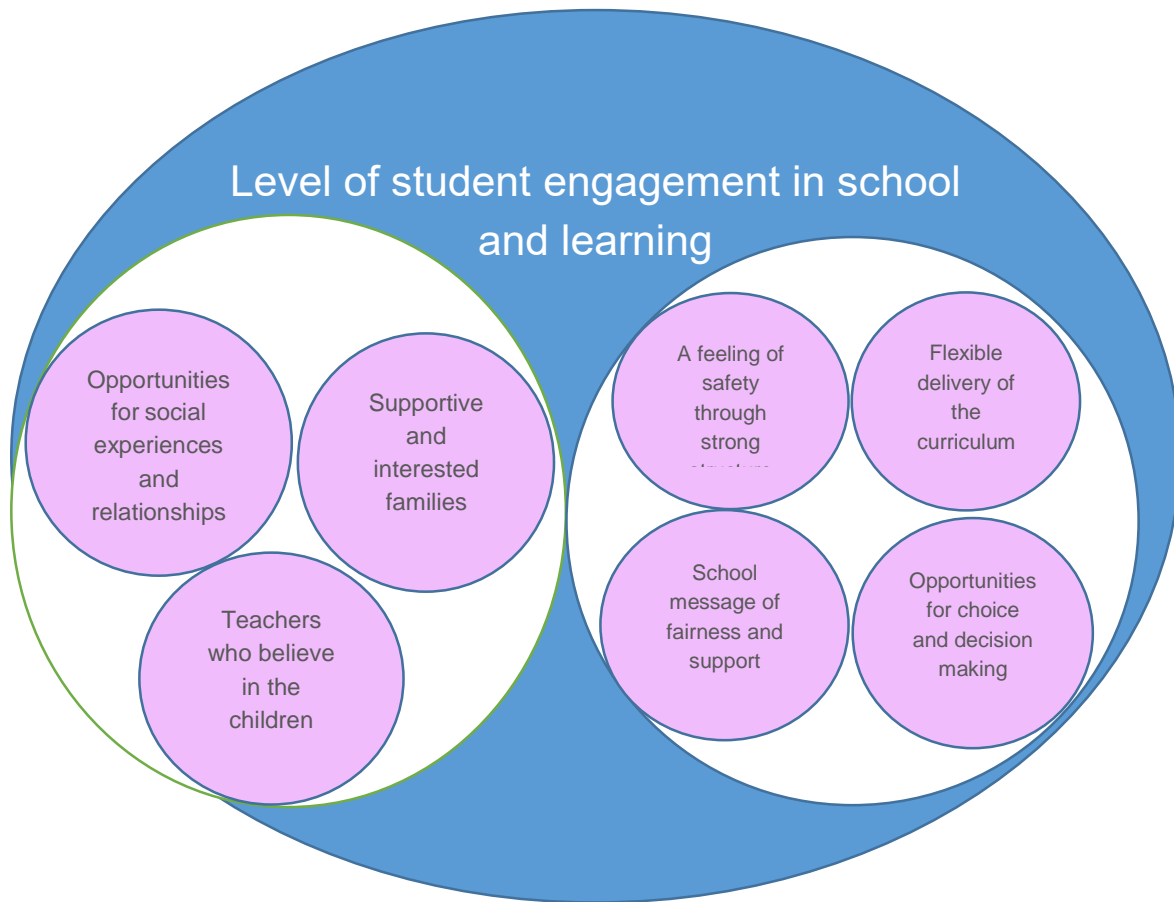 Level of student engagement in school
and learning
Opportunities
for social
experiences
and
relationships
Supportive
and
interested
families
Teachers
who believe
in the
children
A feeling of
safety
through
strong
Flexible
delivery of
the
curriculum
School
message of
fairness and
support
Opportunities
for choice
and decision
making